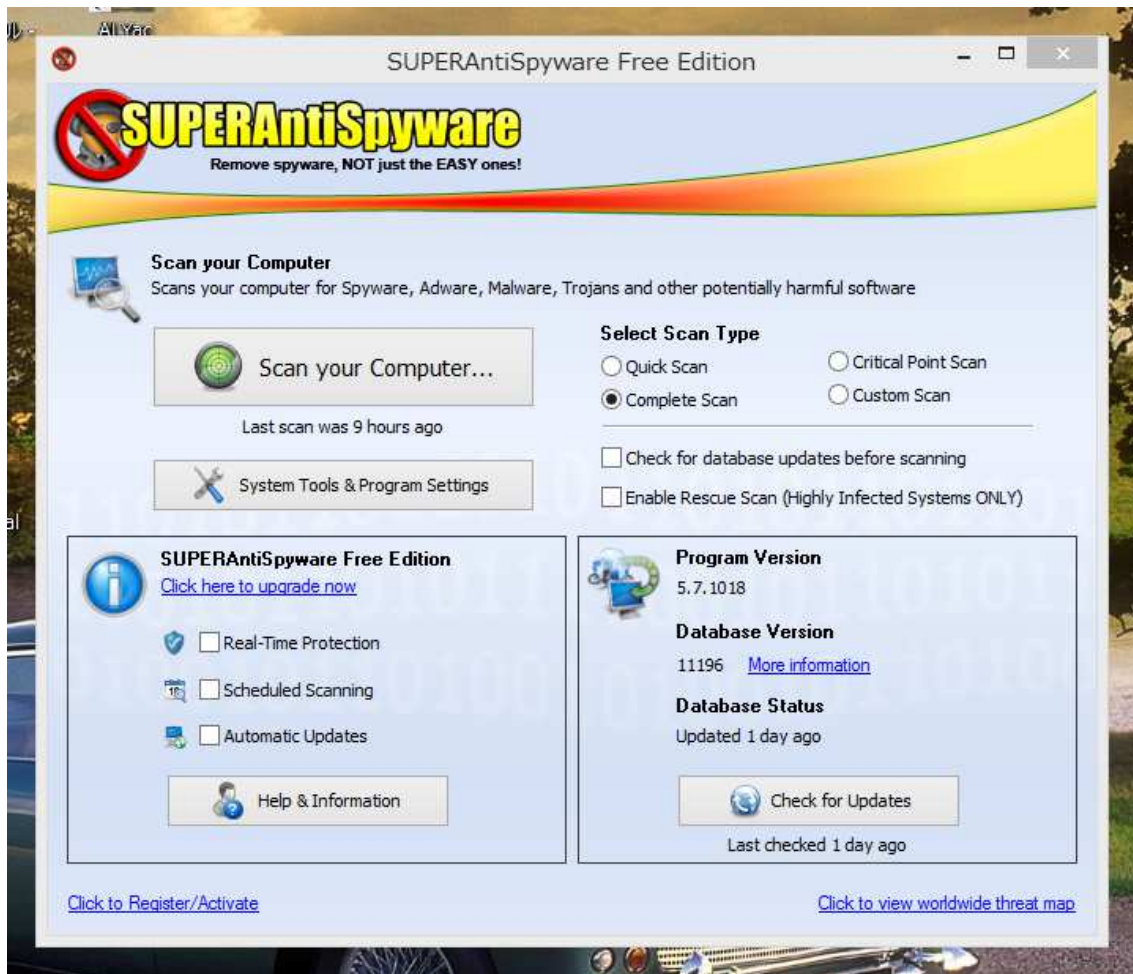 AlYac
SUPERAntiSpyware Free Edition
SUPERAntiSpyware
Remove spyware, NOT just the EASY ones!
Scan your Computer
Scans your computer for Spyware, Adware, Malware, Trojans and other potentially harmful software
Scan your Computer...
Last scan was 9 hours ago
System Tools & Program Settings
Select Scan Type
Quick Scan
Critical Point Scan
Complete Scan
Custom Scan
Check for database updates before scanning
Enable Rescue Scan (Highly Infected Systems ONLY)
al
SUPERAntiSpyware Free Edition
Click here to upgrade now
Real-Time Protection
Scheduled Scanning
Automatic Updates
Help & Information
Program Version
5.7.1018
Database Version
11196 More information
Database Status
Updated 1 day ago
Check for Updates
Last checked 1 day ago
Click to Register/Activate
Click to view worldwide threat map